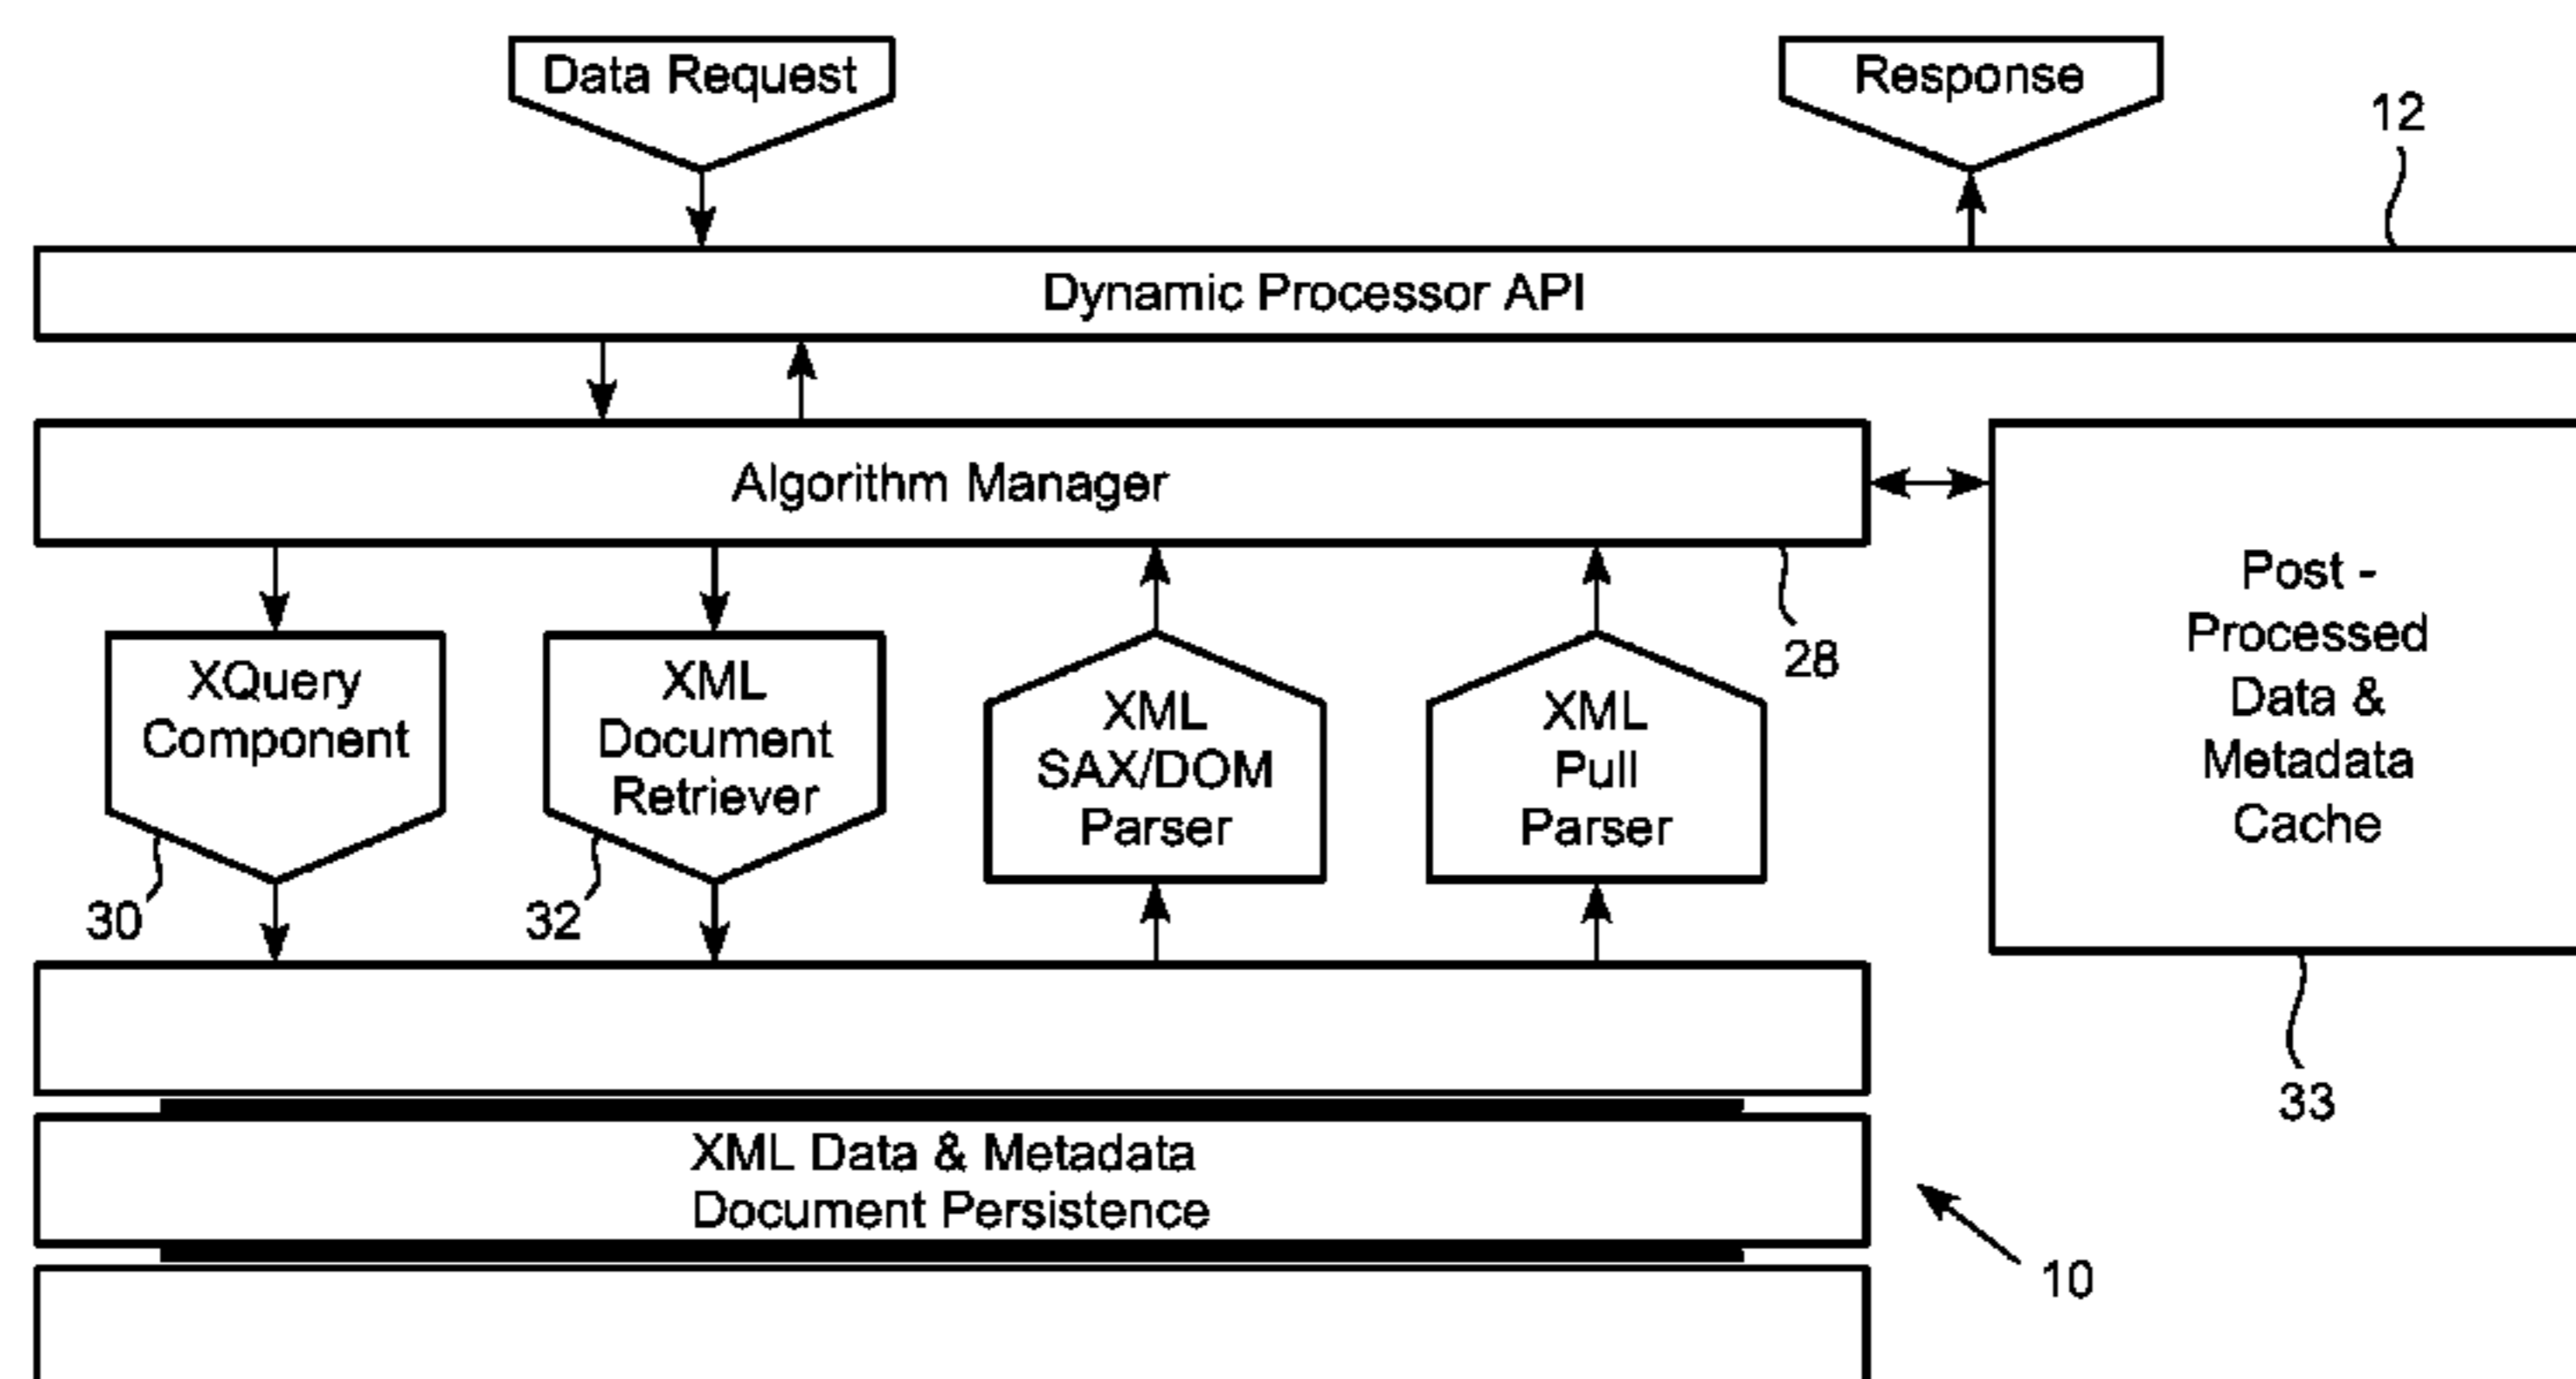 Data Request
Response
12
Dynamic Processor API
Algorithm Manager
28
XQuery
Component
30
XML
Document
Retriever
32
XML
SAX/DOM
Parser
XML
Pull
Parser
Post -
Processed
Data &
Metadata
Cache
33
XML Data & Metadata
Document Persistence
10